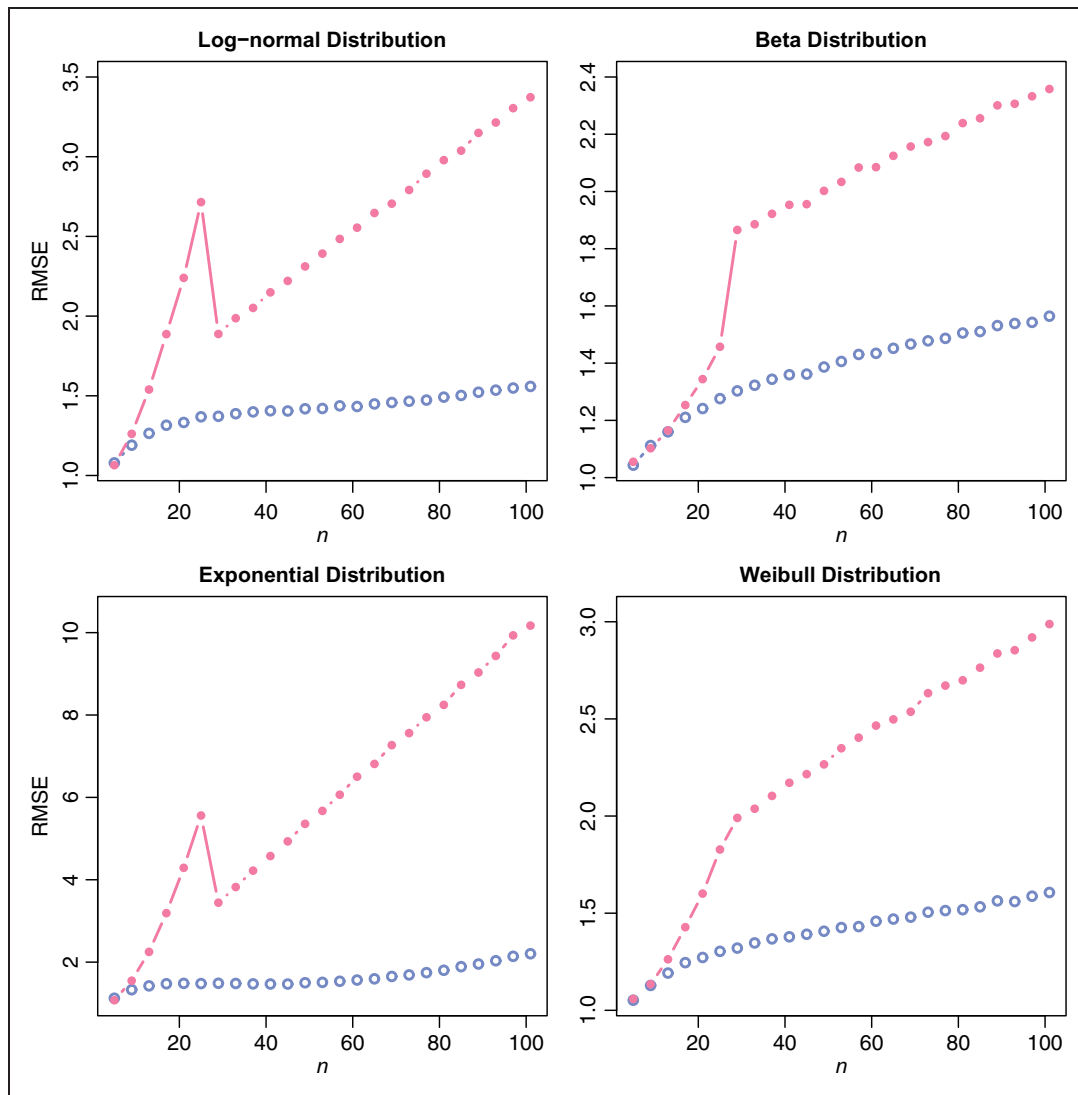 Log−normal Distribution
RMSE
3.5
3.0
2.5
2.0
1.5
1.0
20 40 60 80 100
n
Beta Distribution
2.4
2.2
2.0
1.8
1.6
1.4
1.2
1.0
20 40 60 80 100
n
Exponential Distribution
RMSE
10
8
6
4
2
20 40 60 80 100
n
Weibull Distribution
3.0
2.5
2.0
1.5
1.0
20 40 60 80 100
n